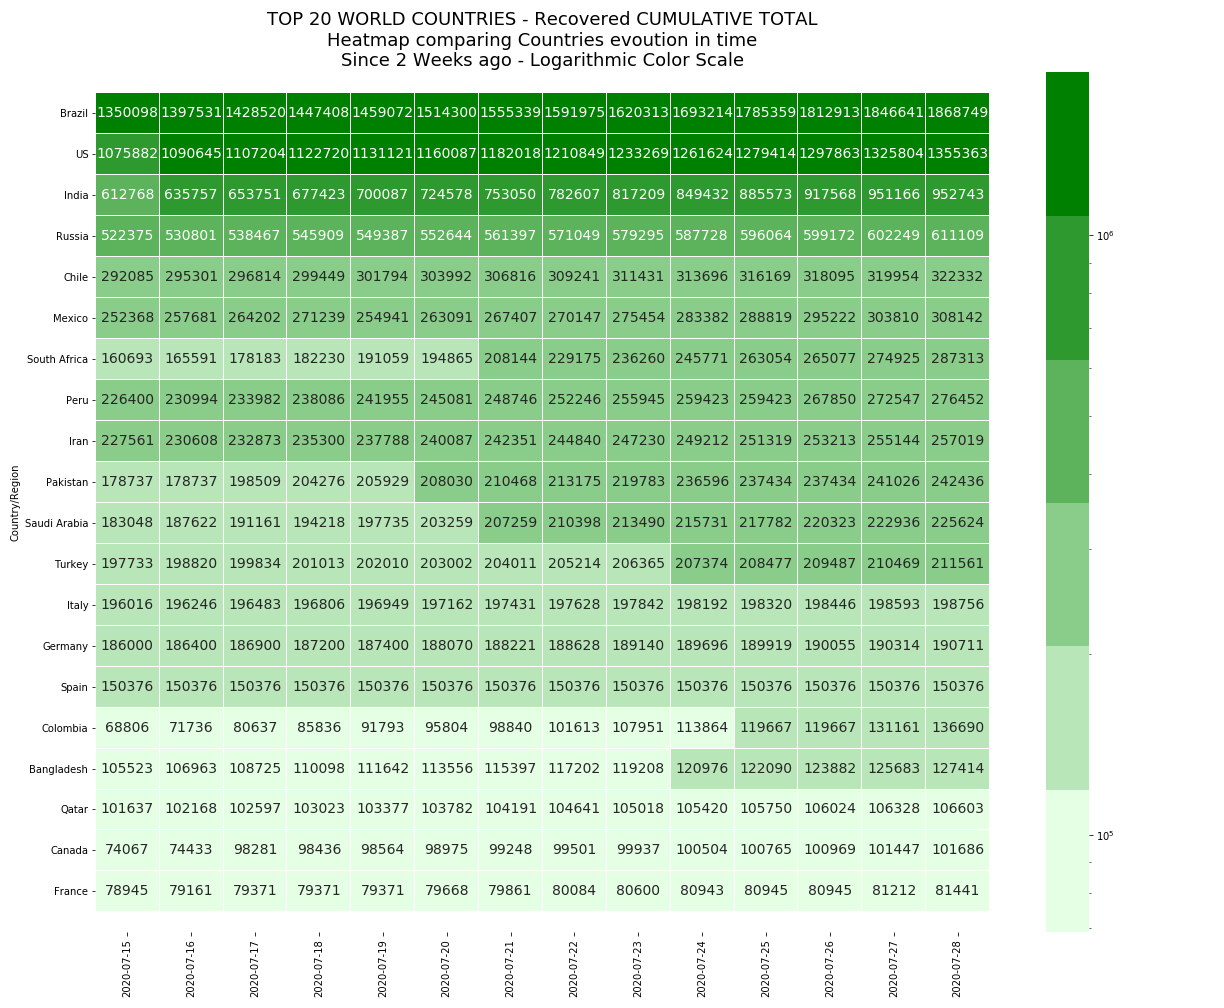 TOP 20 WORLD COUNTRIES - Recovered CUMULATIVE TOTAL
Heatmap comparing Countries evoution in time
Since 2 Weeks ago - Logarithmic Color Scale
Country/Region
Brazil 1350098 1397531 1428520 1447408 1459072 1514300 1555339 1591975 1620313 1693214 1785359 1812913 1846641 1868749
US 1075882 1090645 1107204 1122720 1131121 1160087 1182018 1210849 1233269 1261624 1279414 1297863 1325804 1355363
India 612768 635757 653751 677423 700087 724578 753050 782607 817209 849432 885573 917568 951166 952743
Russia 522375 530801 538467 545909 549387 552644 561397 571049 579295 587728 596064 599172 602249 611109
Chile 292085 295301 296814 299449 301794 303992 306816 309241 311431 313696 316169 318095 319954 322332
Mexico 252368 257681 264202 271239 254941 263091 267407 270147 275454 283382 288819 295222 303810 308142
South Africa 160693 165591 178183 182230 191059 194865 208144 229175 236260 245771 263054 265077 274925 287313
Peru 226400 230994 233982 238086 241955 245081 248746 252246 255945 259423 259423 267850 272547 276452
Iran 227561 230608 232873 235300 237788 240087 242351 244840 247230 249212 251319 253213 255144 257019
Pakistan 178737 178737 198509 204276 205929 208030 210468 213175 219783 236596 237434 237434 241026 242436
Saudi Arabia 183048 187622 191161 194218 197735 203259 207259 210398 213490 215731 217782 220323 222936 225624
Turkey 197733 198820 199834 201013 202010 203002 204011 205214 206365 207374 208477 209487 210469 211561
Italy 196016 196246 196483 196806 196949 197162 197431 197628 197842 198192 198320 198446 198593 198756
Germany 186000 186400 186900 187200 187400 188070 188221 188628 189140 189696 189919 190055 190314 190711
Spain 150376 150376 150376 150376 150376 150376 150376 150376 150376 150376 150376 150376 150376 150376
Colombia 68806 71736 80637 85836 91793 95804 98840 101613 107951 113864 119667 119667 131161 136690
Bangladesh 105523 106963 108725 110098 111642 113556 115397 117202 119208 120976 122090 123882 125683 127414
Qatar 101637 102168 102597 103023 103377 103782 104191 104641 105018 105420 105750 106024 106328 106603
Canada 74067 74433 98281 98436 98564 98975 99248 99501 99937 100504 100765 100969 101447 101686
France 78945 79161 79371 79371 79371 79668 79861 80084 80600 80943 80945 80945 81212 81441
2020-07-15 2020-07-16 2020-07-17 2020-07-18 2020-07-19 2020-07-20 2020-07-21 2020-07-22 2020-07-23 2020-07-24 2020-07-25 2020-07-26 2020-07-27 2020-07-28
10⁶
10⁵